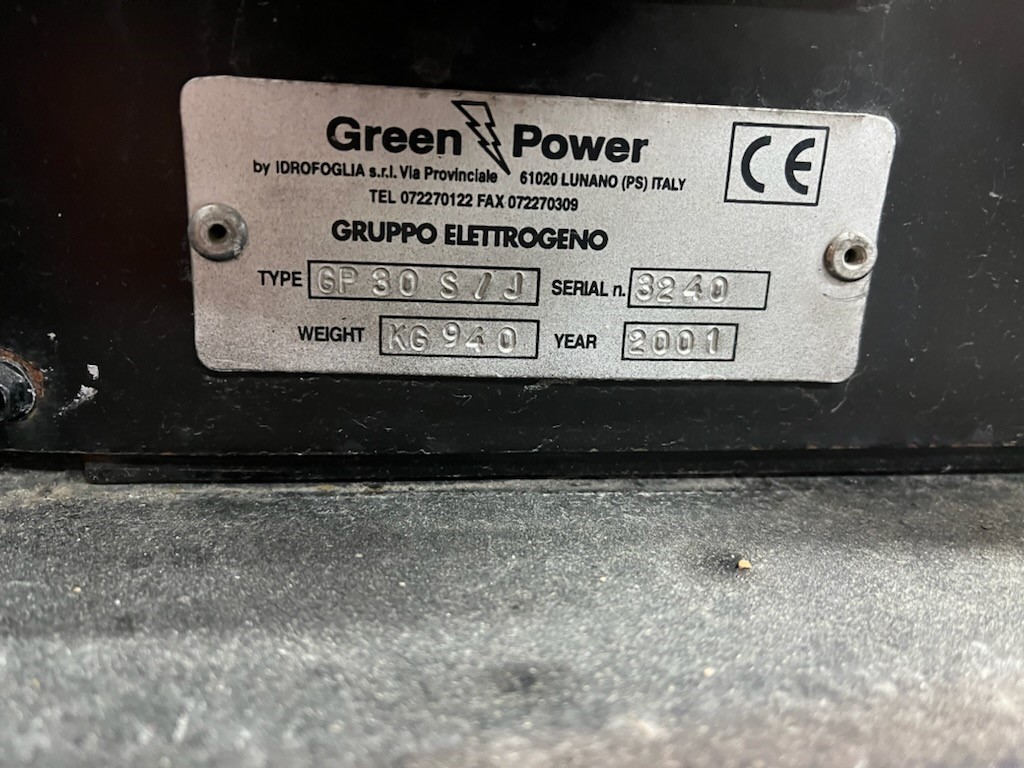 Green Power
by IDROFOGLIA s.r.l. Via Provinciale 61020 LUNANO (PS) ITALY
TEL 072270122 FAX 072270309
CE
GRUPPO ELETTROGENO
TYPE GP 30 S/J SERIAL n. 3240
WEIGHT KG 940 YEAR 2001